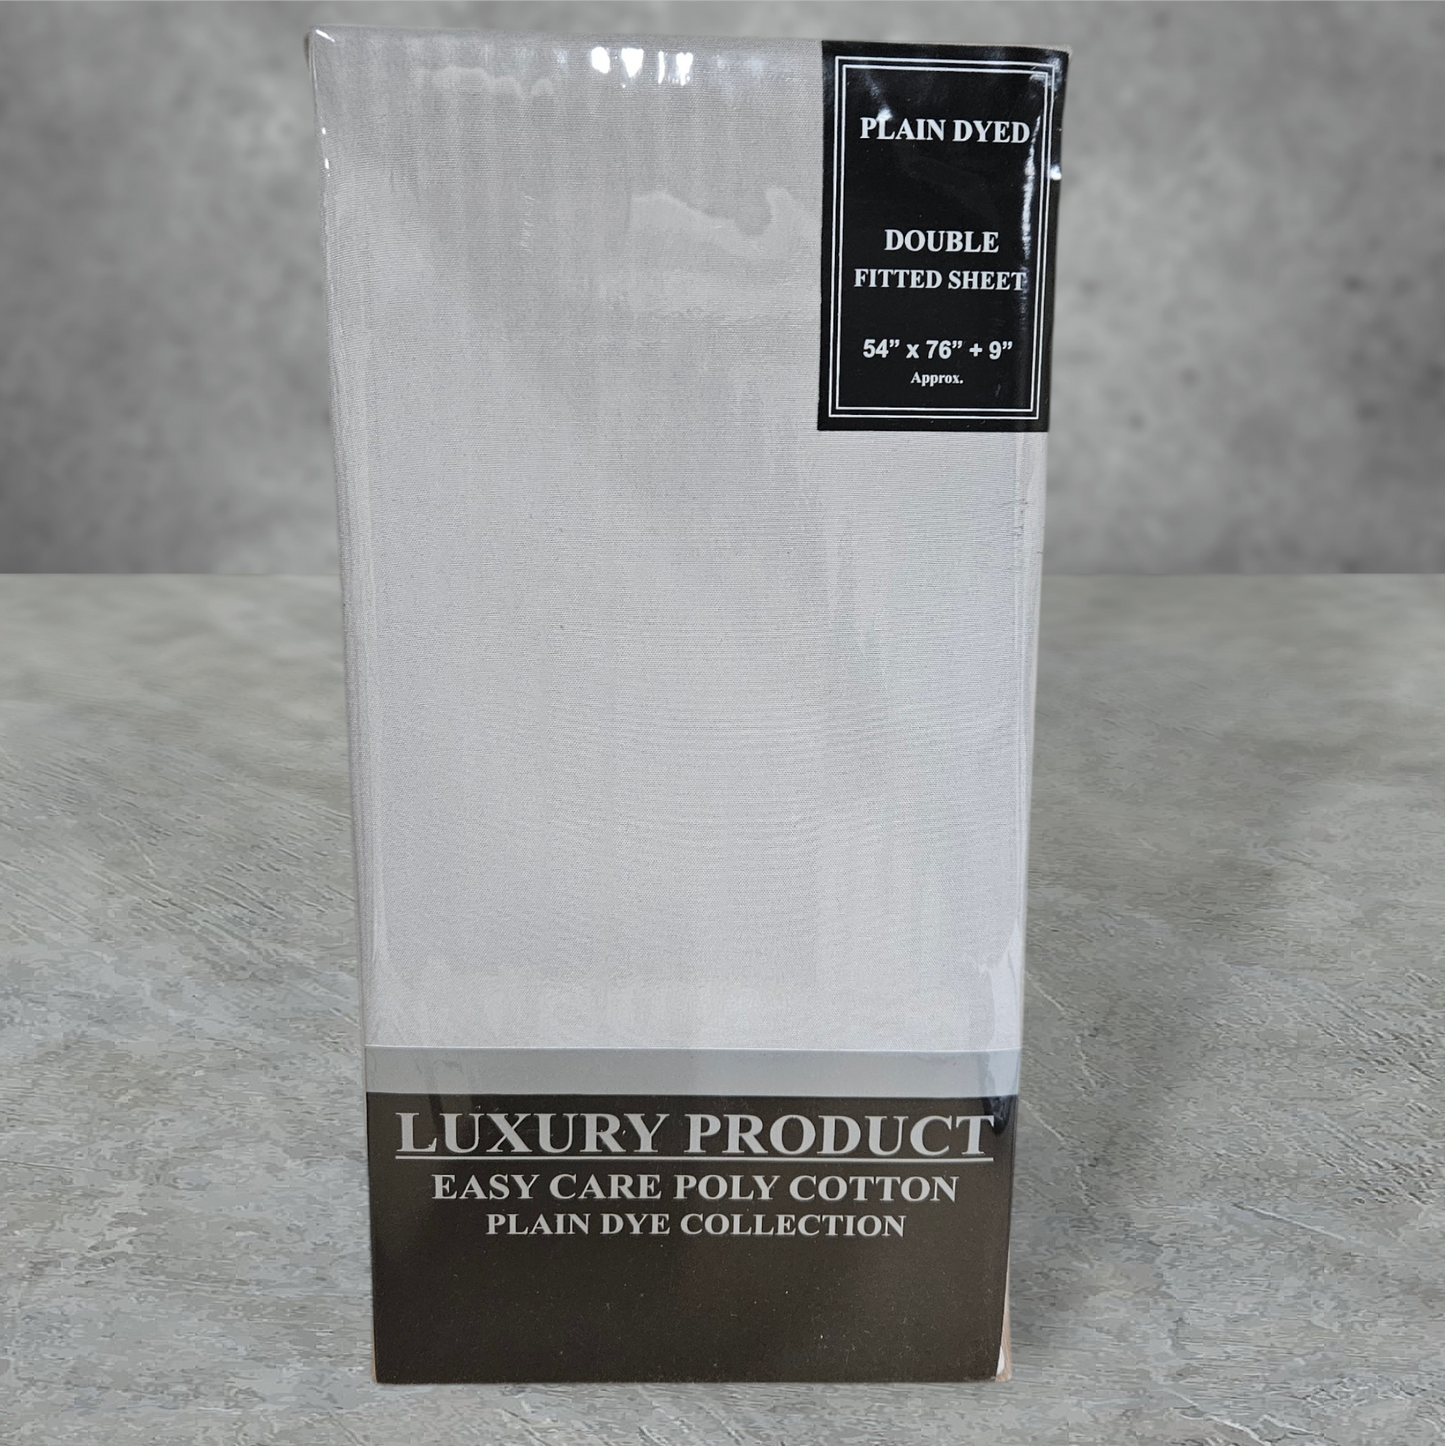 PLAIN DYED
DOUBLE
FITTED SHEET
54” x 76” + 9”
Approx.
LUXURY PRODUCT
EASY CARE POLY COTTON
PLAIN DYE COLLECTION